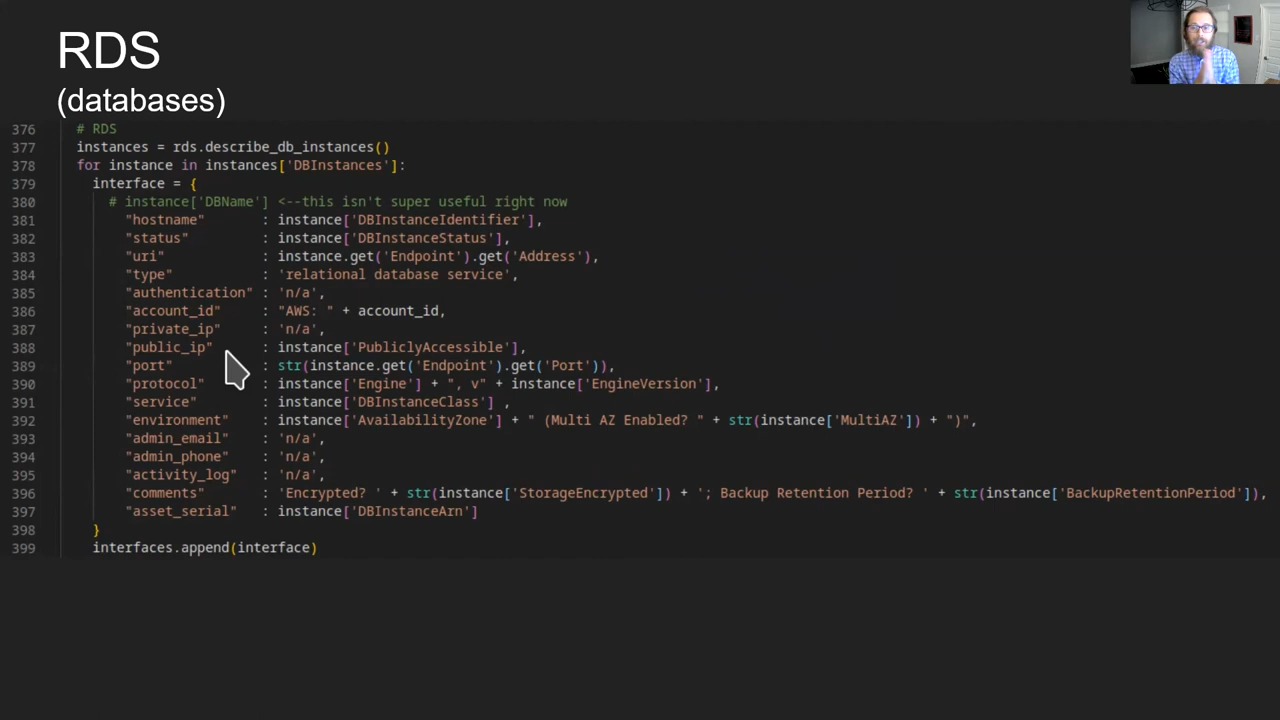 RDS
(databases)
376 # RDS
377 instances = rds.describe_db_instances()
378 for instance in instances['DBInstances']:
379 interface = {
380 # instance['DBName'] <--this isn't super useful right now
381 "hostname" : instance['DBInstanceIdentifier'],
382 "status" : instance['DBInstanceStatus'],
383 "uri" : instance.get('Endpoint').get('Address'),
384 "type" : 'relational database service',
385 "authentication" : 'n/a',
386 "account_id" : "AWS: " + account_id,
387 "private_ip" : 'n/a',
388 "public_ip" : instance['PubliclyAccessible'],
389 "port" : str(instance.get('Endpoint').get('Port')),
390 "protocol" : instance['Engine'] + ", v" + instance['EngineVersion'],
391 "service" : instance['DBInstanceClass'] ,
392 "environment" : instance['AvailabilityZone'] + " (Multi AZ Enabled? " + str(instance['MultiAZ']) + ")",
393 "admin_email" : 'n/a',
394 "admin_phone" : 'n/a',
395 "activity_log" : 'n/a',
396 "comments" : 'Encrypted? ' + str(instance['StorageEncrypted']) + '; Backup Retention Period? ' + str(instance['BackupRetentionPeriod']),
397 "asset_serial" : instance['DBInstanceArn']
398 }
399 interfaces.append(interface)